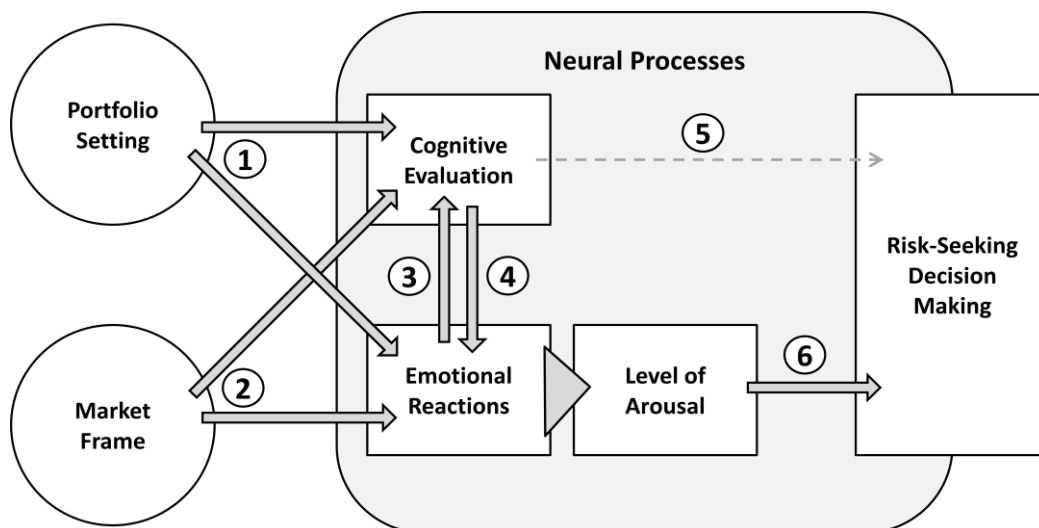 Neural Processes
Portfolio
Setting
1
Cognitive
Evaluation
5
3
4
Risk-Seeking
Decision
Making
2
Market
Frame
Emotional
Reactions
Level of
Arousal
6